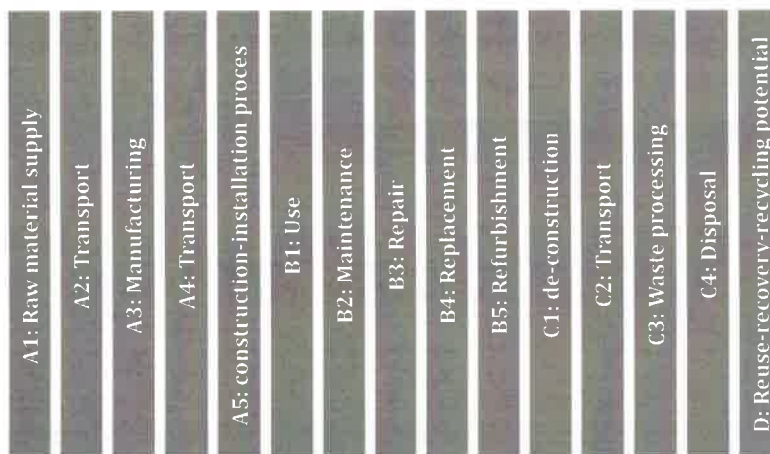 A1: Raw material supply
A2: Transport
A3: Manufacturing
A4: Transport
A5: construction-installation proces
B1: Use
B2: Maintenance
B3: Repair
B4: Replacement
B5: Refurbishment
C1: de-construction
C2: Transport
C3: Waste processing
C4: Disposal
D: Reuse-recovery-recycling potential